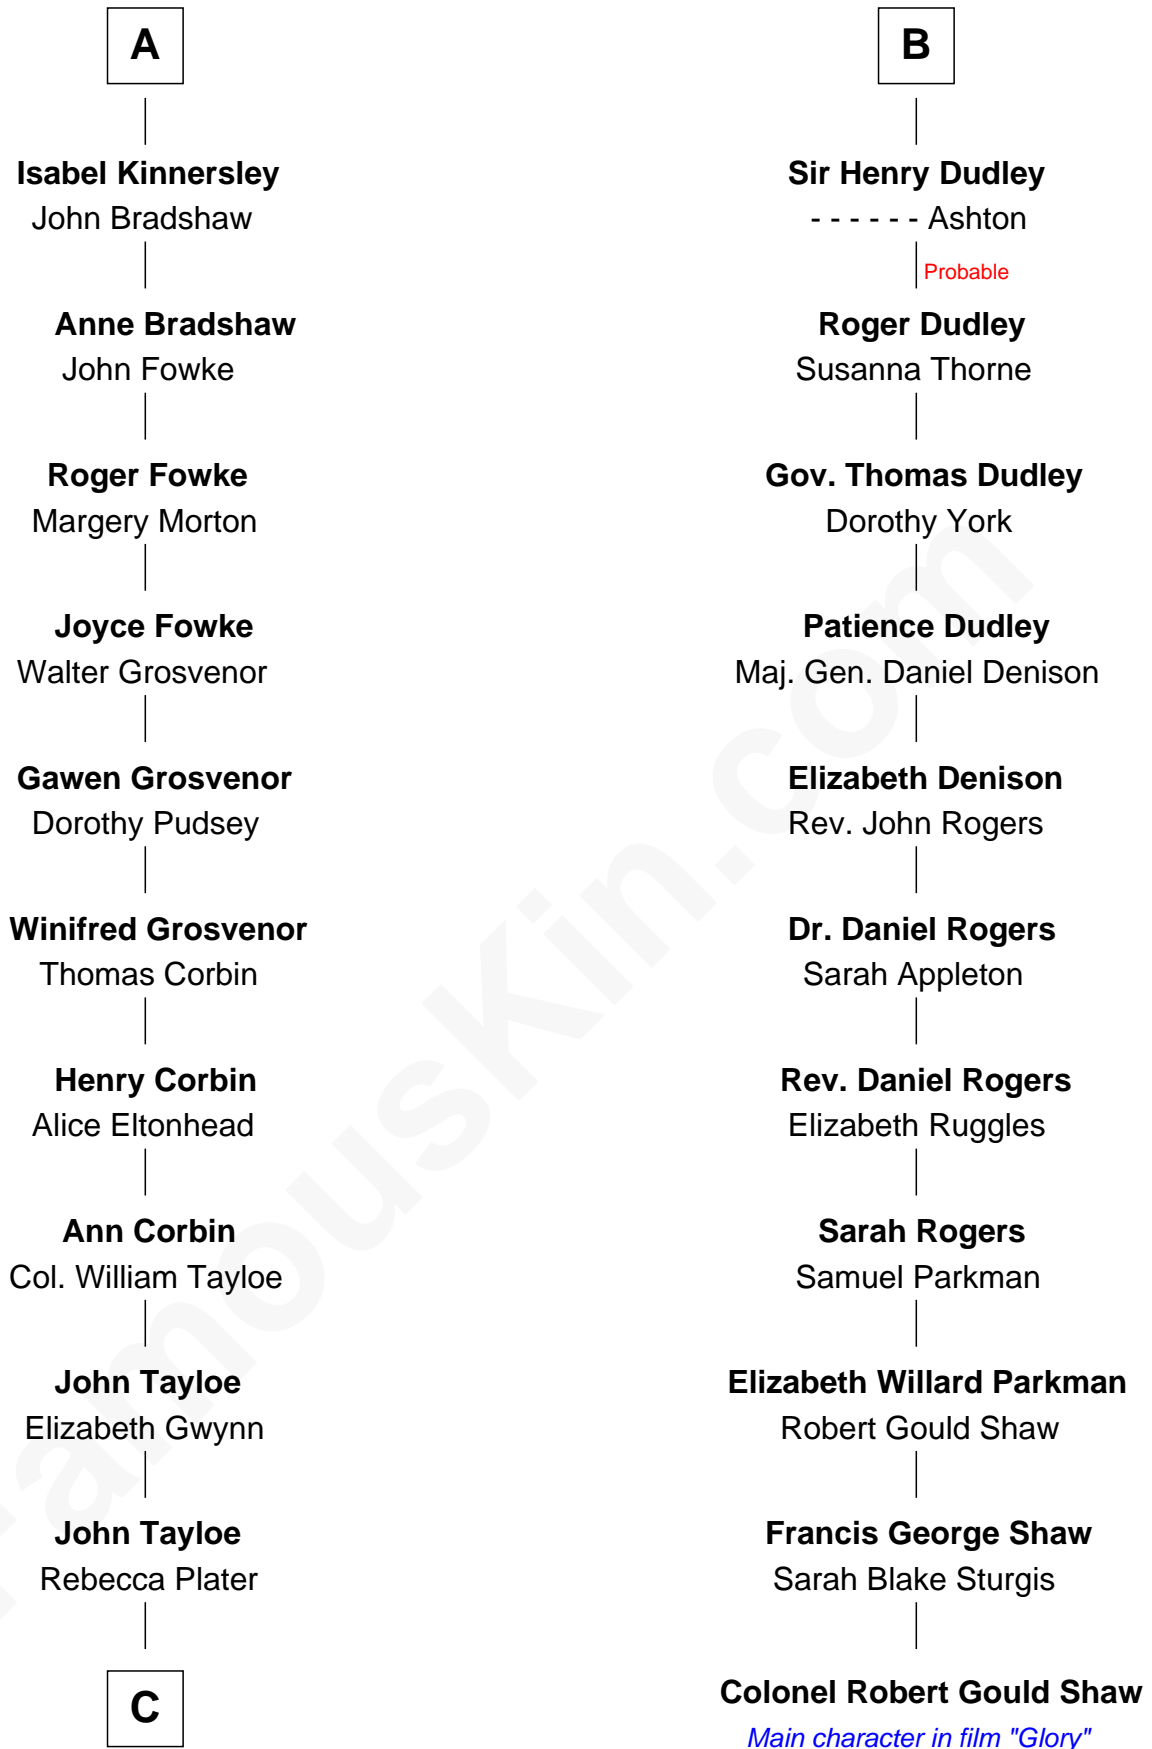 A
Isabel Kinnersley
John Bradshaw
Anne Bradshaw
John Fowke
Roger Fowke
Margery Morton
Joyce Fowke
Walter Grosvenor
Gawen Grosvenor
Dorothy Pudsey
Winifred Grosvenor
Thomas Corbin
Henry Corbin
Alice Eltonhead
Ann Corbin
Col. William Tayloe
John Tayloe
Elizabeth Gwynn
John Tayloe
Rebecca Plater
C
B
Sir Henry Dudley
- - - - - - Ashton
Probable
Roger Dudley
Susanna Thorne
Gov. Thomas Dudley
Dorothy York
Patience Dudley
Maj. Gen. Daniel Denison
Elizabeth Denison
Rev. John Rogers
Dr. Daniel Rogers
Sarah Appleton
Rev. Daniel Rogers
Elizabeth Ruggles
Sarah Rogers
Samuel Parkman
Elizabeth Willard Parkman
Robert Gould Shaw
Francis George Shaw
Sarah Blake Sturgis
Colonel Robert Gould Shaw
Main character in film "Glory"
FamousKin.com